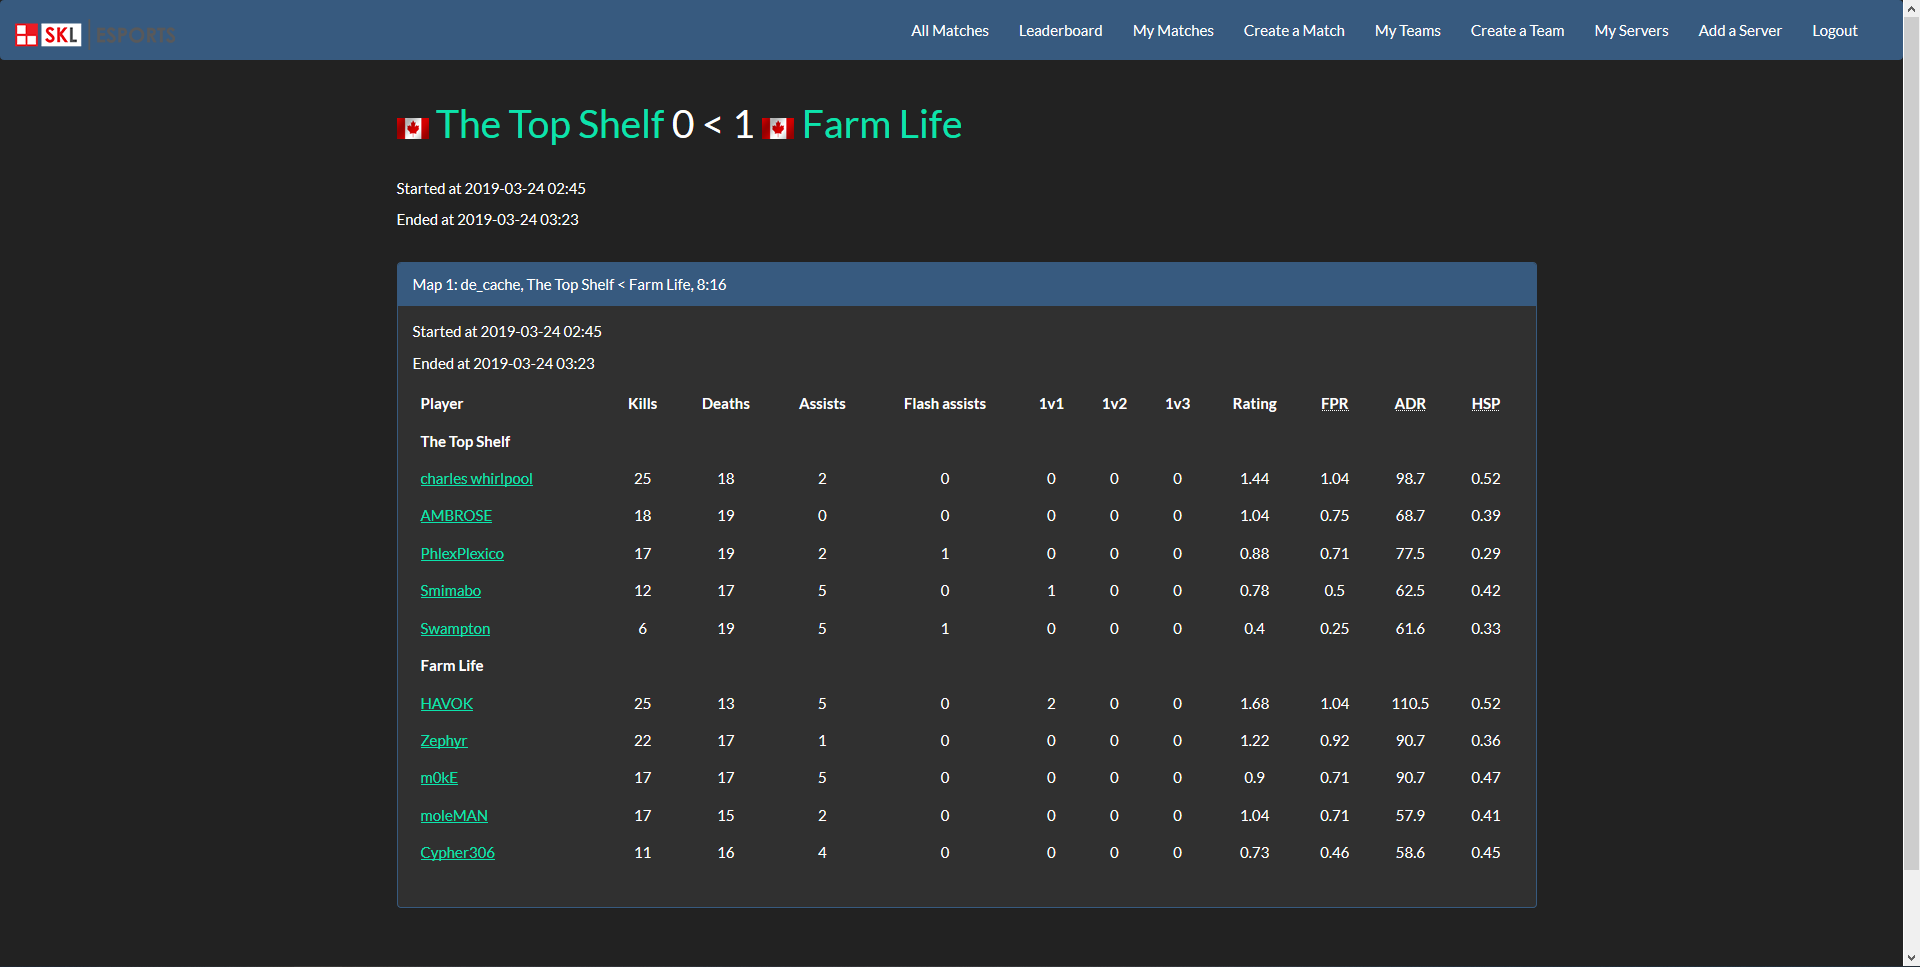 SKL ESPORTS
All Matches Leaderboard My Matches Create a Match My Teams Create a Team My Servers Add a Server Logout
The Top Shelf 0 < 1 Farm Life
Started at 2019-03-24 02:45
Ended at 2019-03-24 03:23
Map 1: de_cache, The Top Shelf < Farm Life, 8:16
Started at 2019-03-24 02:45
Ended at 2019-03-24 03:23
Player Kills Deaths Assists Flash assists 1v1 1v2 1v3 Rating FPR ADR HSP
The Top Shelf
charles whirlpool 25 18 2 0 0 0 0 1.44 1.04 98.7 0.52
AMBROSE 18 19 0 0 0 0 0 1.04 0.75 68.7 0.39
PhlexPlexico 17 19 2 1 0 0 0 0.88 0.71 77.5 0.29
Smimabo 12 17 5 0 1 0 0 0.78 0.5 62.5 0.42
Swampton 6 19 5 1 0 0 0 0.4 0.25 61.6 0.33
Farm Life
HAVOK 25 13 5 0 2 0 0 1.68 1.04 110.5 0.52
Zephyr 22 17 1 0 0 0 0 1.22 0.92 90.7 0.36
m0kE 17 17 5 0 0 0 0 0.9 0.71 90.7 0.47
moleMAN 17 15 2 0 0 0 0 1.04 0.71 57.9 0.41
Cypher306 11 16 4 0 0 0 0 0.73 0.46 58.6 0.45